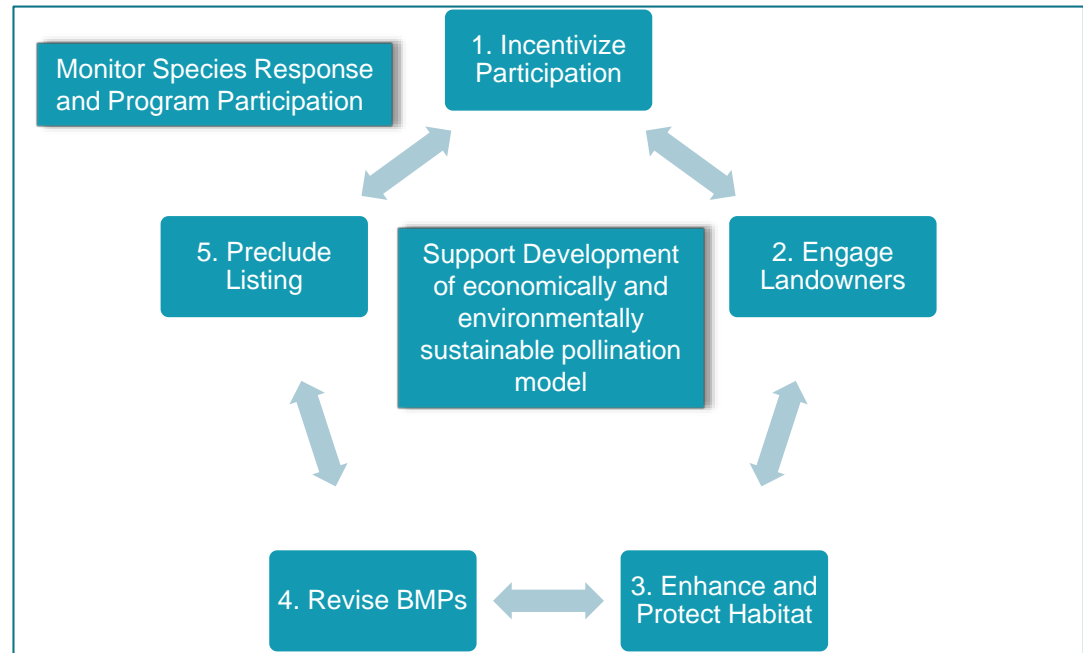 1. Incentivize
Participation
Monitor Species Response
and Program Participation
5. Preclude
Listing
Support Development
of economically and
environmentally
sustainable pollination
model
2. Engage
Landowners
4. Revise BMPs
3. Enhance and
Protect Habitat